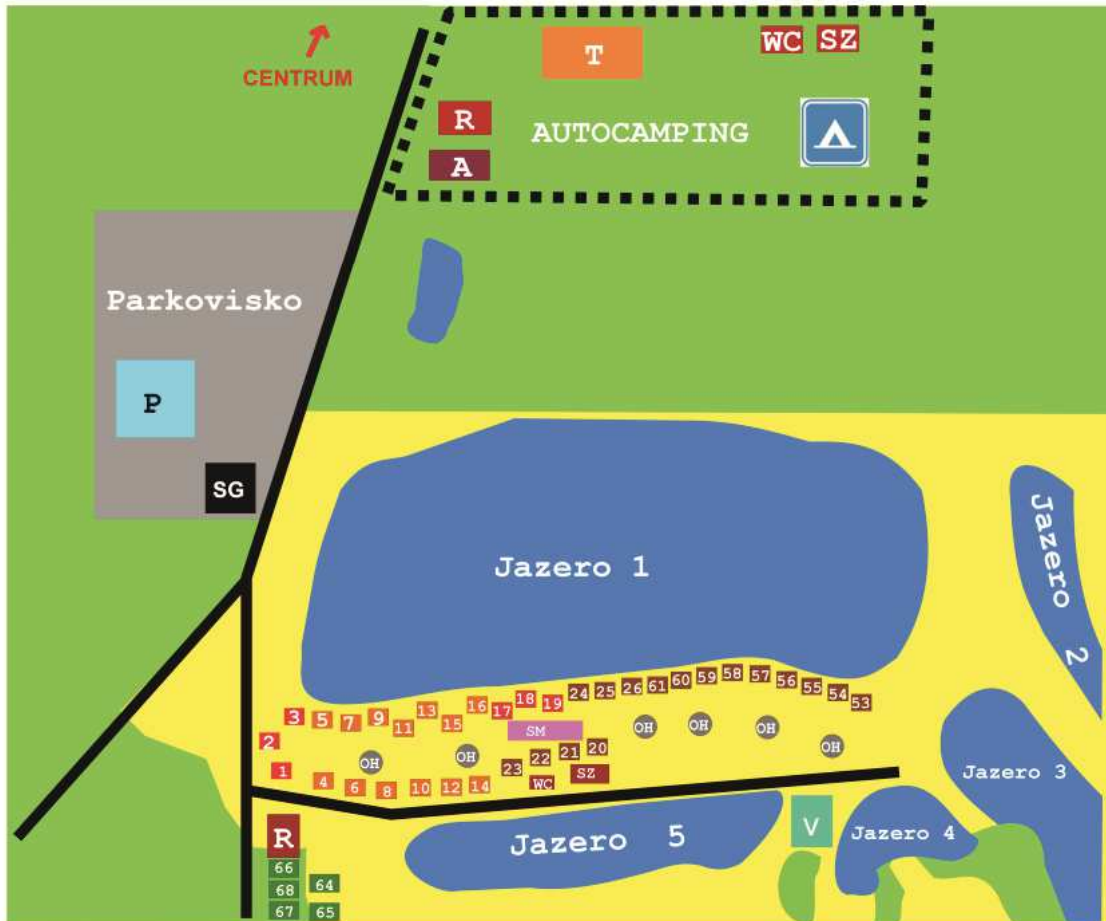 CENTRUM
T
WC SZ
R
AUTOCAMPING
A
Parkovisko
P
SG
Jazero 1
Jazero 2
3 5 7 9 11 13 15 16 17 18 19 24 25 26 61 60 59 58 57 56 55 54 53
2
OH OH SM OH OH OH OH
1 4 6 8 10 12 14 23 22 21 20
WC SZ
Jazero 3
R
Jazero 5
V
Jazero 4
66
68 64
67 65